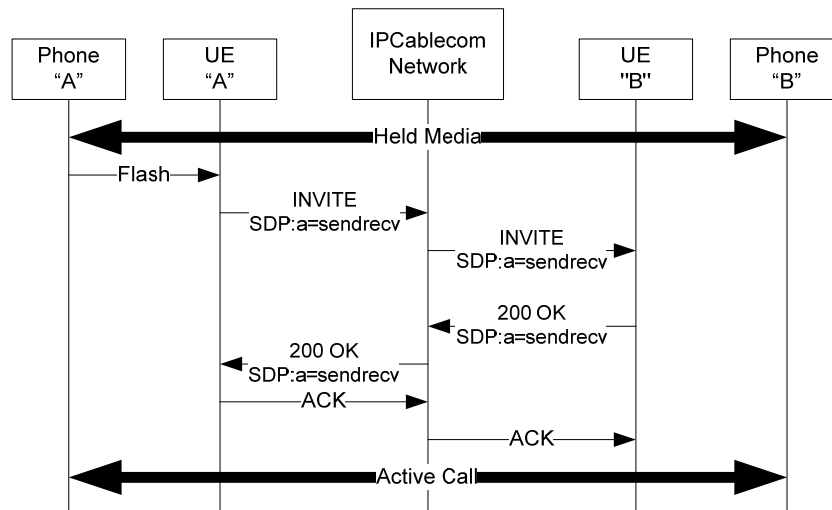 Phone
“A”
UE
“A”
IPCablecom
Network
UE
"B"
Phone
“B”
Held Media
Flash
INVITE
SDP:a=sendrecv
INVITE
SDP:a=sendrecv
200 OK
SDP:a=sendrecv
200 OK
SDP:a=sendrecv
ACK
ACK
Active Call